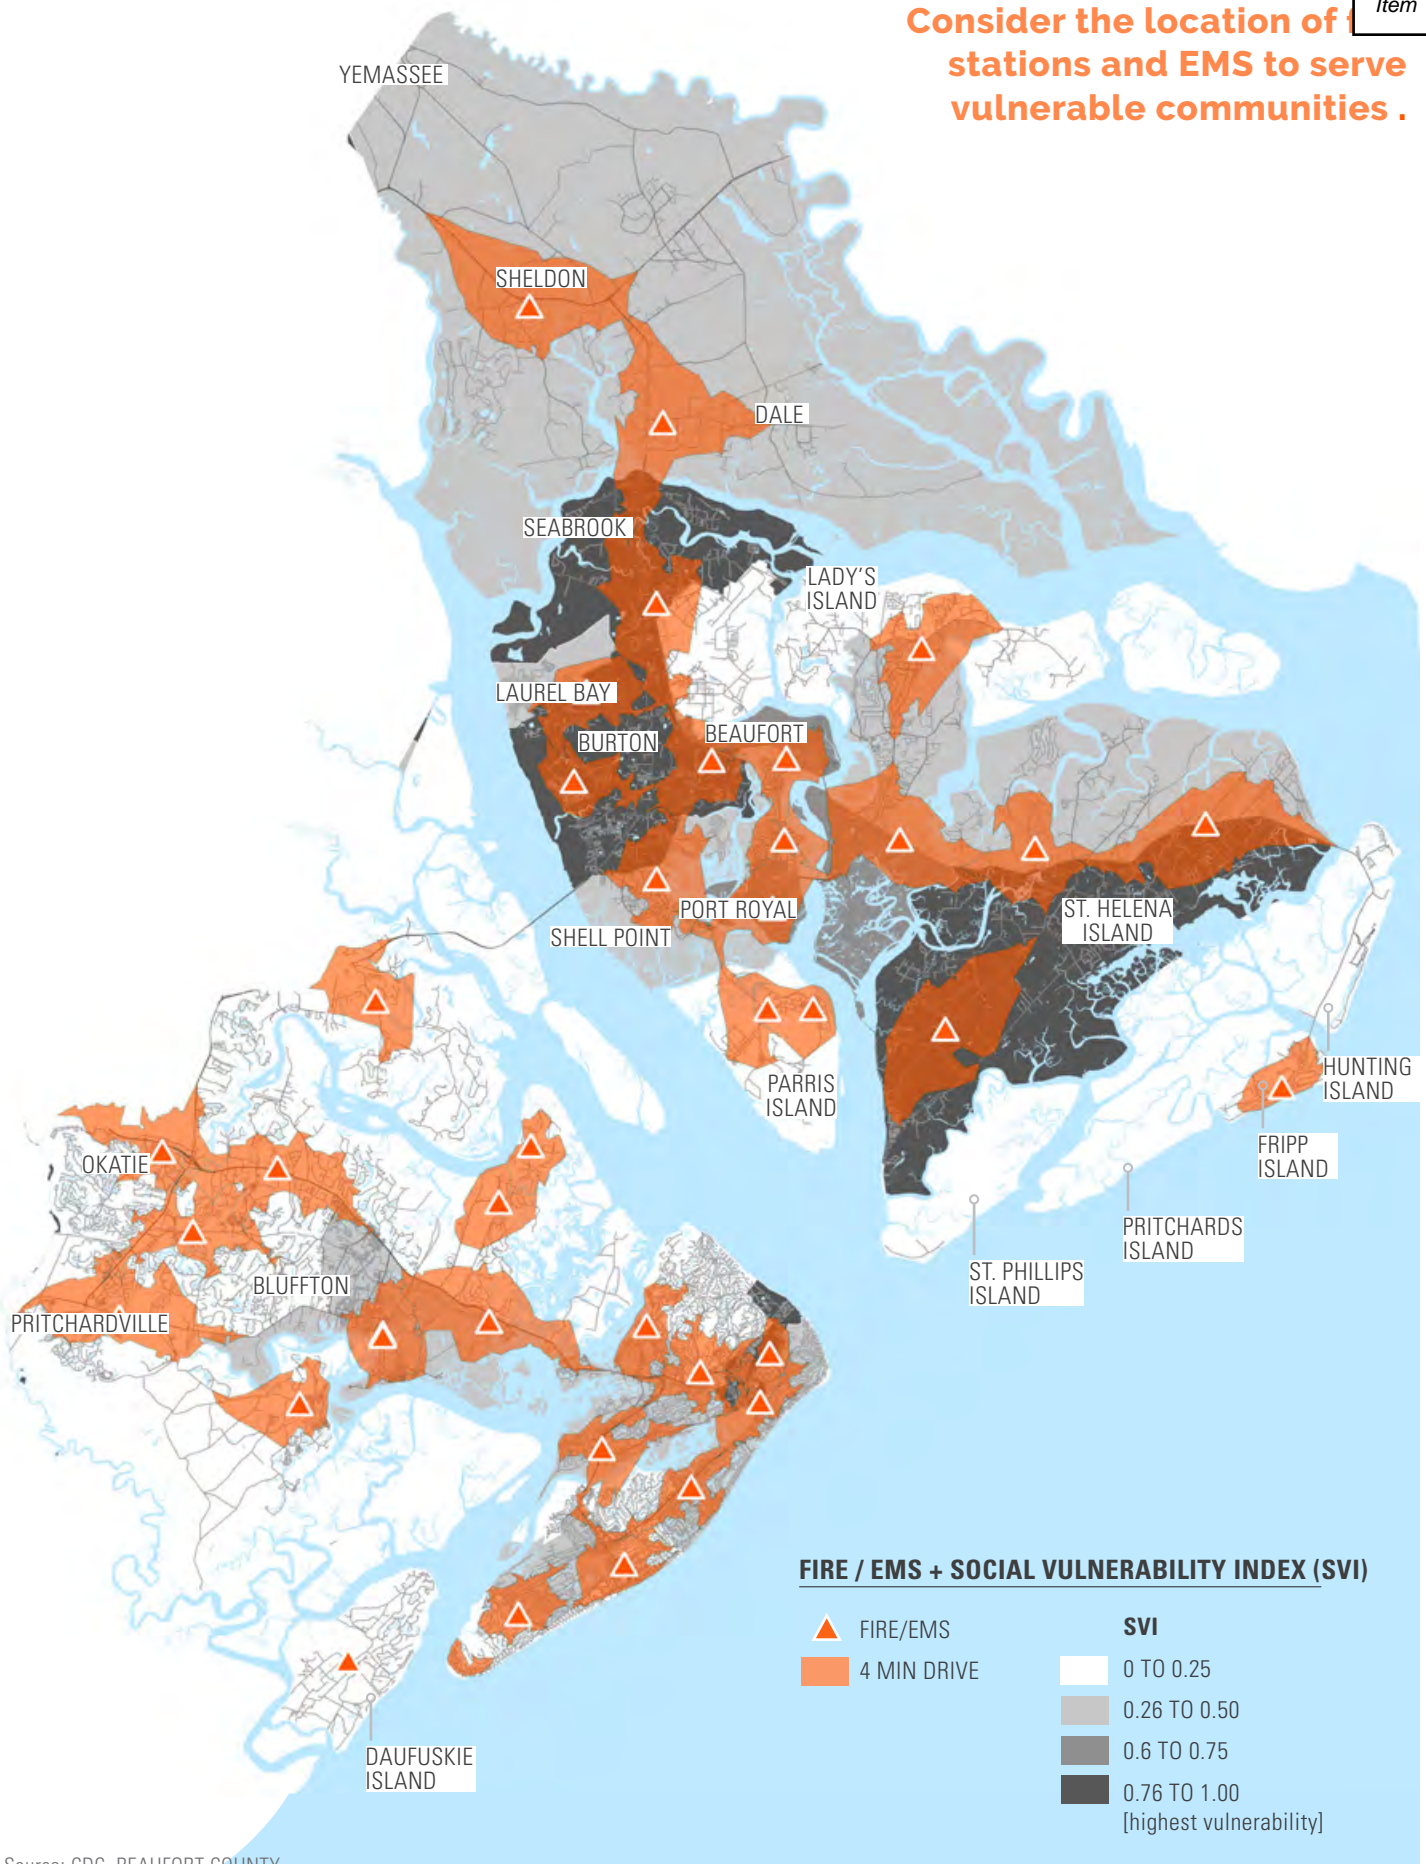 Item
Consider the location of
stations and EMS to serve
vulnerable communities .
YEMASSEE
SHELDON
DALE
SEABROOK
LADY'S
ISLAND
LAUREL BAY
BURTON
BEAUFORT
ST. HELENA
ISLAND
PORT ROYAL
SHELL POINT
PARRIS
ISLAND
HUNTING
ISLAND
FRIPP
ISLAND
PRITCHARDS
ISLAND
ST. PHILLIPS
ISLAND
OKATIE
BLUFFTON
PRITCHARDVILLE
DAUFUSKIE
ISLAND
FIRE / EMS + SOCIAL VULNERABILITY INDEX (SVI)
FIRE/EMS
4 MIN DRIVE
SVI
0 TO 0.25
0.26 TO 0.50
0.6 TO 0.75
0.76 TO 1.00
[highest vulnerability]
Source: CDC, BEAUFORT COUNTY